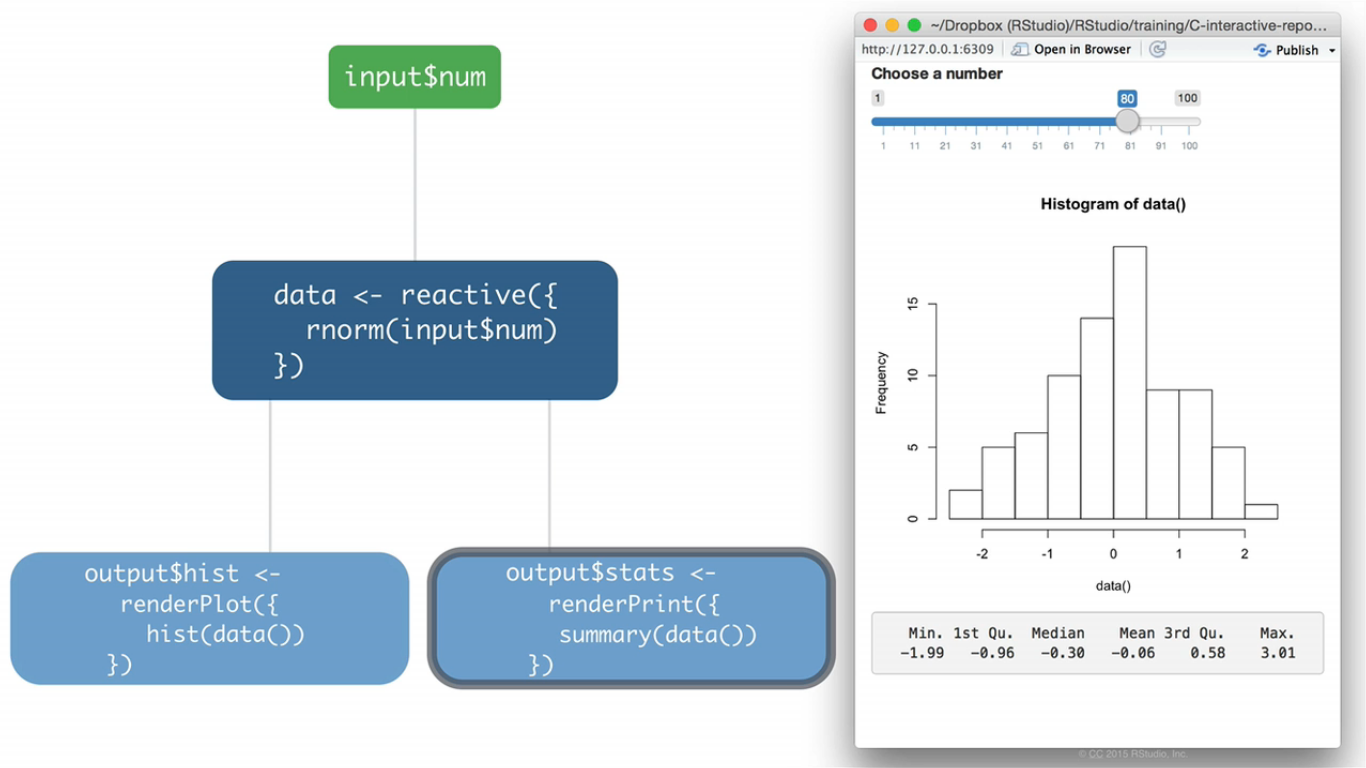 input$num
data <- reactive({
rnorm(input$num)
})
output$hist <-
renderPlot({
hist(data())
})
output$stats <-
renderPrint({
summary(data())
})
~/Dropbox (RStudio)/RStudio/training/C-interactive-repo...
http://127.0.0.1:6309 Open in Browser Publish
Choose a number
1 80 100
1 11 21 31 41 51 61 71 81 91 100
Histogram of data()
Frequency
15
10
5
0
-2 -1 0 1 2
data()
Min. 1st Qu. Median Mean 3rd Qu. Max.
-1.99 -0.96 -0.30 -0.06 0.58 3.01
© CC 2015 RStudio, Inc.